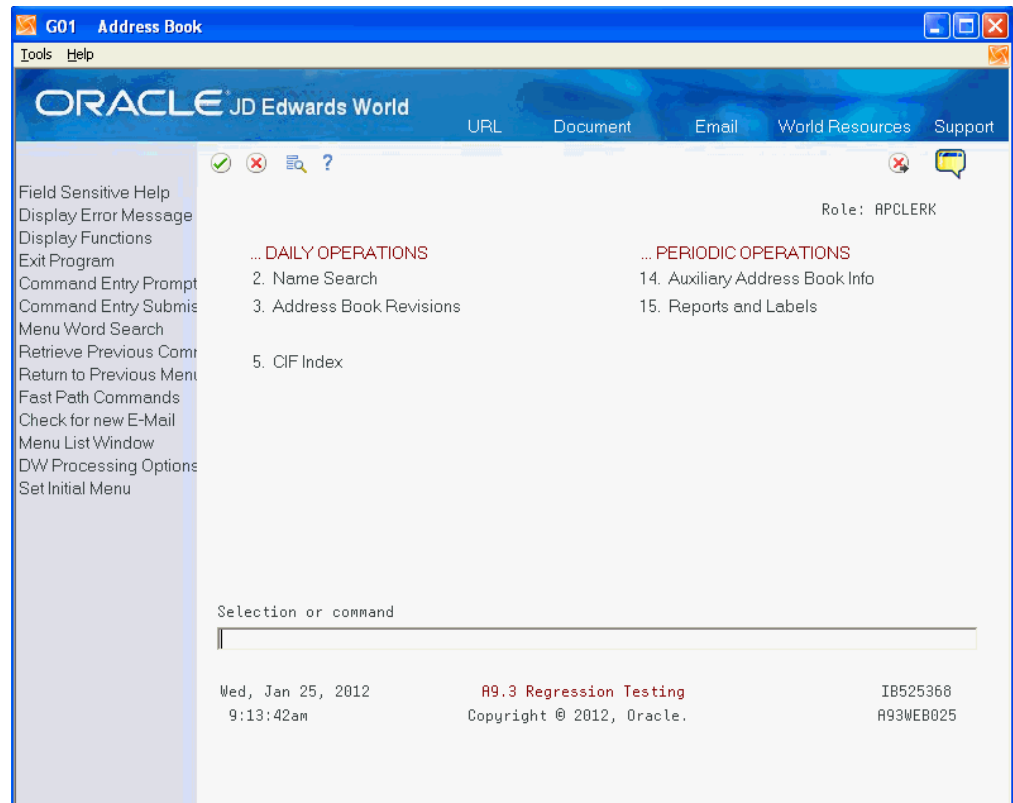 G01 Address Book
Tools Help
ORACLE JD Edwards World
URL Document Email World Resources Support
?
Role: APCLERK
Field Sensitive Help
Display Error Message
Display Functions
Exit Program
Command Entry Prompt
Command Entry Submis
Menu Word Search
Retrieve Previous Comm
Return to Previous Menu
Fast Path Commands
Check for new E-Mail
Menu List Window
DW Processing Options
Set Initial Menu
... DAILY OPERATIONS
2. Name Search
3. Address Book Revisions
5. CIF Index
... PERIODIC OPERATIONS
14. Auxiliary Address Book Info
15. Reports and Labels
Selection or command
Wed, Jan 25, 2012 A9.3 Regression Testing IB525368
9:13:42am Copyright © 2012, Oracle. A93WEB025